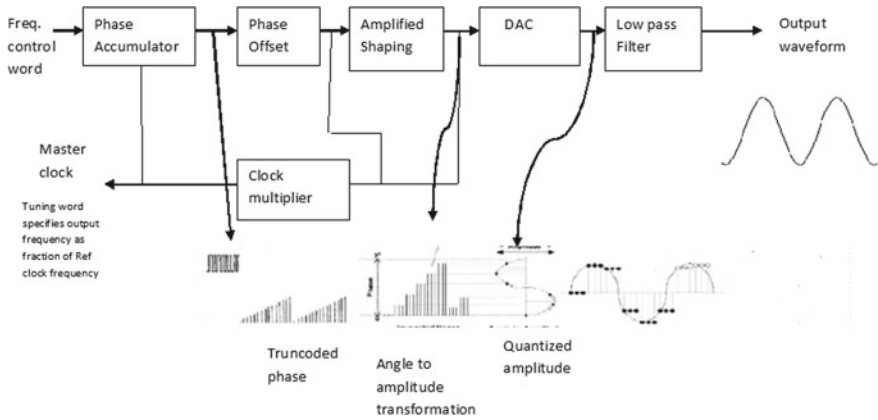 Freq.
control
word
Phase
Accumulator
Phase
Offset
Amplified
Shaping
DAC
Low pass
Filter
Output
waveform
Master
clock
Clock
multiplier
Tuning word
specifies output
frequency as
fraction of Ref
clock frequency
Phase
Truncoded
phase
Angle to
amplitude
transformation
Quantized
amplitude